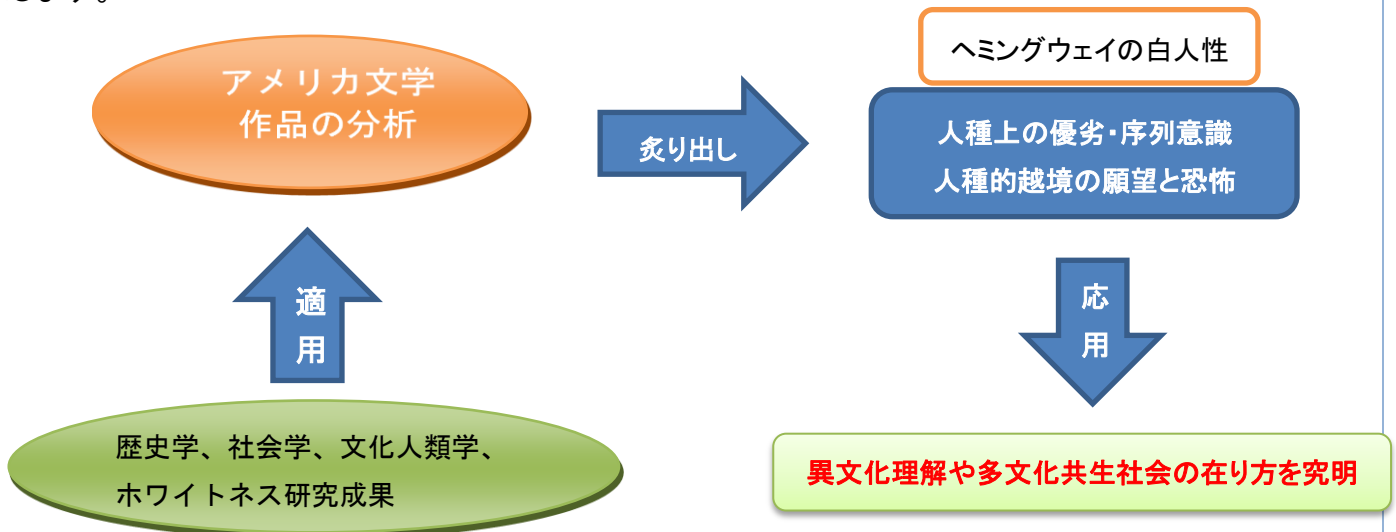 します。
ヘミングウェイの白人性
アメリカ文学
作品の分析
炙り出し
人種上の優劣・序列意識
人種的越境の願望と恐怖
適
用
応
用
歴史学、社会学、文化人類学、
ホワイトネス研究成果
異文化理解や多文化共生社会の在り方を究明